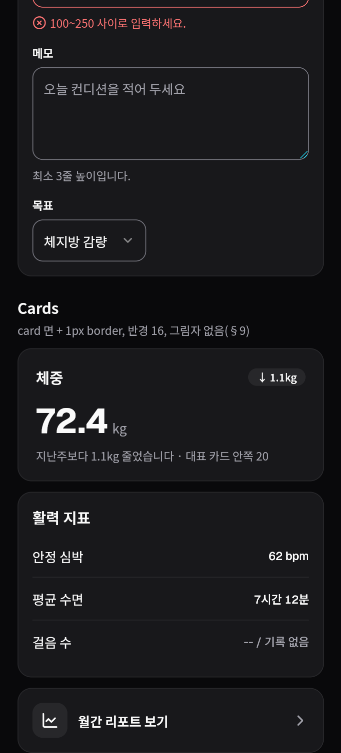 100~250 사이로 입력하세요.
메모
오늘 컨디션을 적어 두세요
최소 3줄 높이입니다.
목표
체지방 감량
Cards
card 면 + 1px border, 반경 16, 그림자 없음(§9)
체중
↓ 1.1kg
72.4 kg
지난주보다 1.1kg 줄었습니다 · 대표 카드 안쪽 20
활력 지표
안정 심박 62 bpm
평균 수면 7시간 12분
걸음 수 -- / 기록 없음
월간 리포트 보기